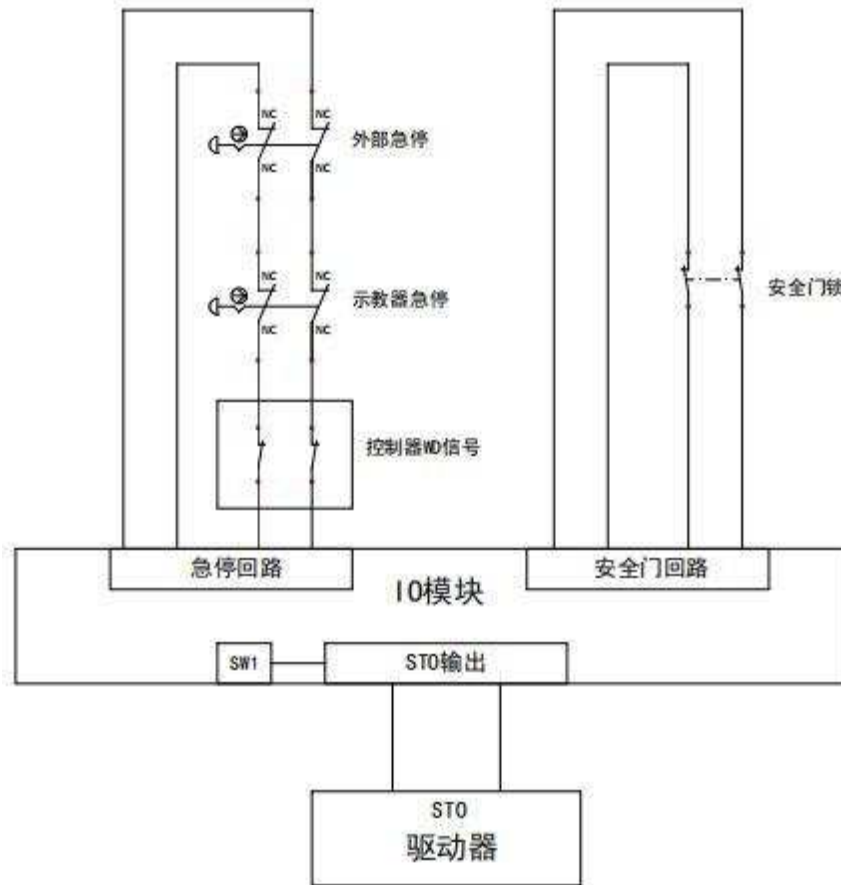 NC NC
外部急停
NC NC
NC NC
示教器急停
NC NC
控制器WD信号
安全门锁
急停回路
安全门回路
IO模块
SW1
STO输出
STO
驱动器